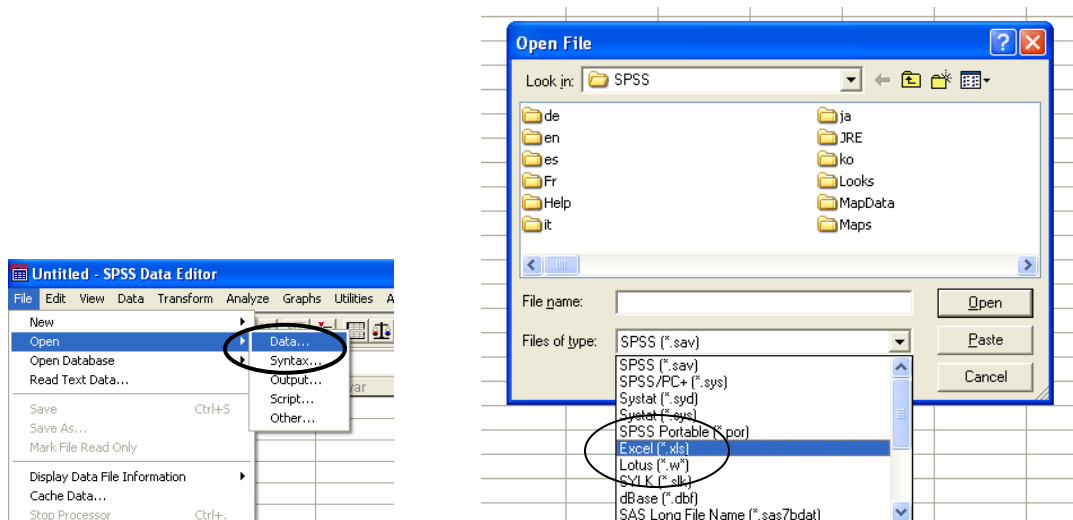 Untitled - SPSS Data Editor
File Edit View Data Transform Analyze Graphs Utilities A
New
Open
Open Database
Read Text Data...
Save Ctrl+S
Save As...
Mark File Read Only
Display Data File Information
Cache Data...
Stop Processor Ctrl+.
Data...
Syntax...
Output...
Script...
Other...
var
Open File
Look in: SPSS
de
en
es
Fr
Help
it
ja
JRE
ko
Looks
MapData
Maps
File name:
Open
Files of type: SPSS (*.sav)
Paste
Cancel
SPSS (*.sav)
SPSS/PC+ (*.sys)
Systat (*.syd)
Systat (*.sys)
SPSS Portable (*.por)
Excel (*.xls)
Lotus (*.w*)
SYLK (*.slk)
dBase (*.dbf)
SAS Long File Name (*.sas7bdat)